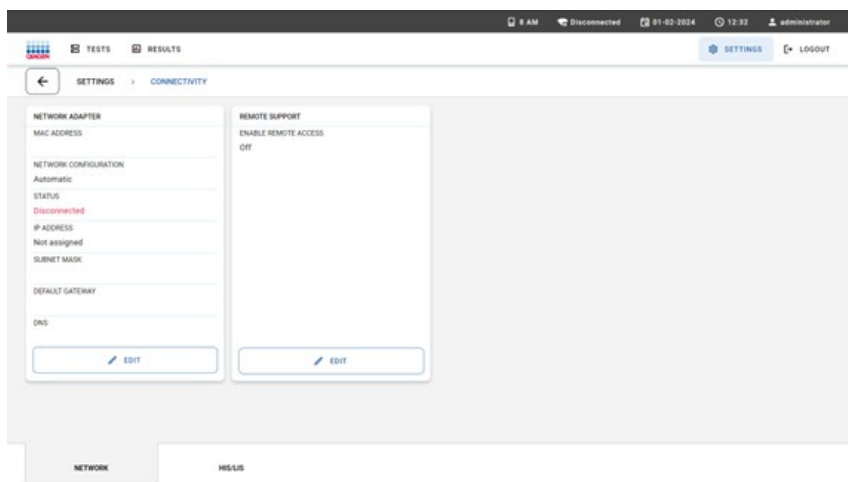 8 AM Disconnected 01-02-2024 12:32 administrator
CAMDEN TESTS RESULTS SETTINGS LOGOUT
SETTINGS › CONNECTIVITY
NETWORK ADAPTER
MAC ADDRESS
NETWORK CONFIGURATION
Automatic
STATUS
Disconnected
IP ADDRESS
Not assigned
SUBNET MASK
DEFAULT GATEWAY
DNS
EDIT
REMOTE SUPPORT
ENABLE REMOTE ACCESS
Off
EDIT
NETWORK HIS/LIS